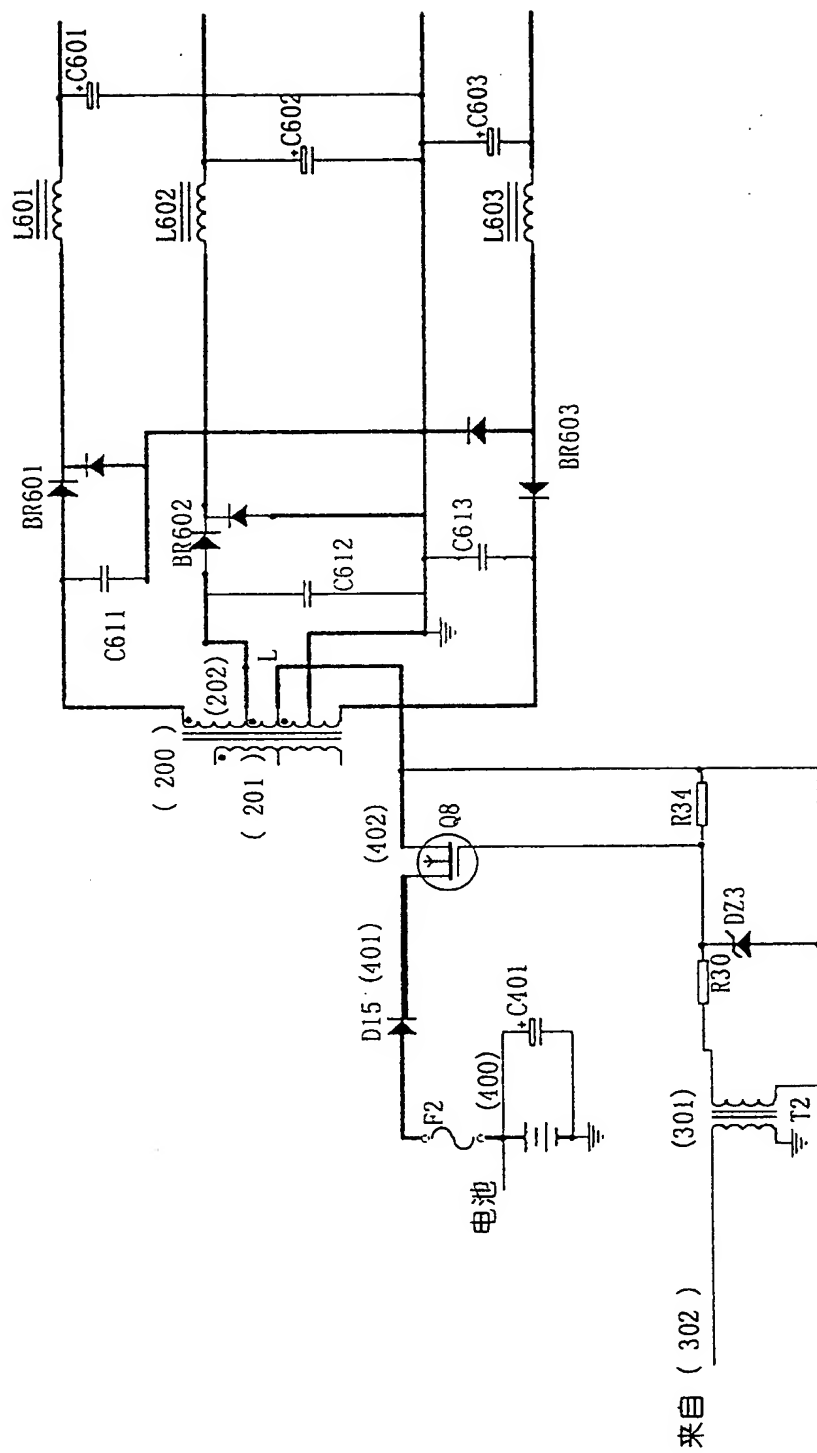 L601
+C601
L602
+C602
L603
+C603
BR601
BR602
BR603
C611
C612
C613
( 200 )
(202)
( 201 )
L
(402)
Q8
D15
(401)
R34
DZ3
R30
F2
(400)
+C401
电池
(301)
T2
来自 ( 302 )